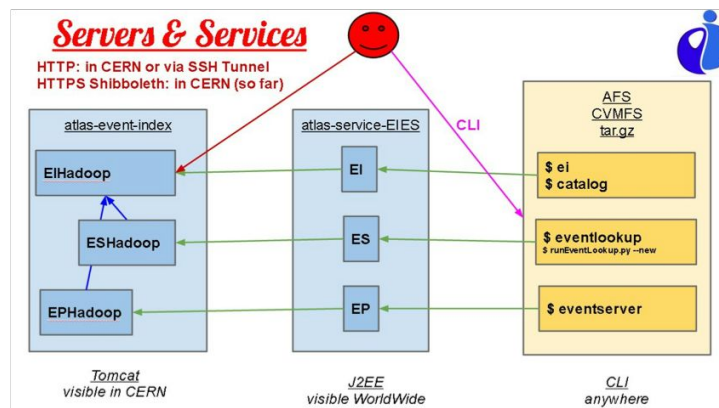 Servers & Services
HTTP: in CERN or via SSH Tunnel
HTTPS Shibboleth: in CERN (so far)
atlas-event-index
EIHadoop
ESHadoop
EPHadoop
Tomcat
visible in CERN
atlas-service-EIES
EI
ES
EP
J2EE
visible WorldWide
CLI
AFS
CVMFS
tar.gz
$ ei
$ catalog
$ eventlookup
$ runEventLookup.py --new
$ eventserver
CLI
anywhere